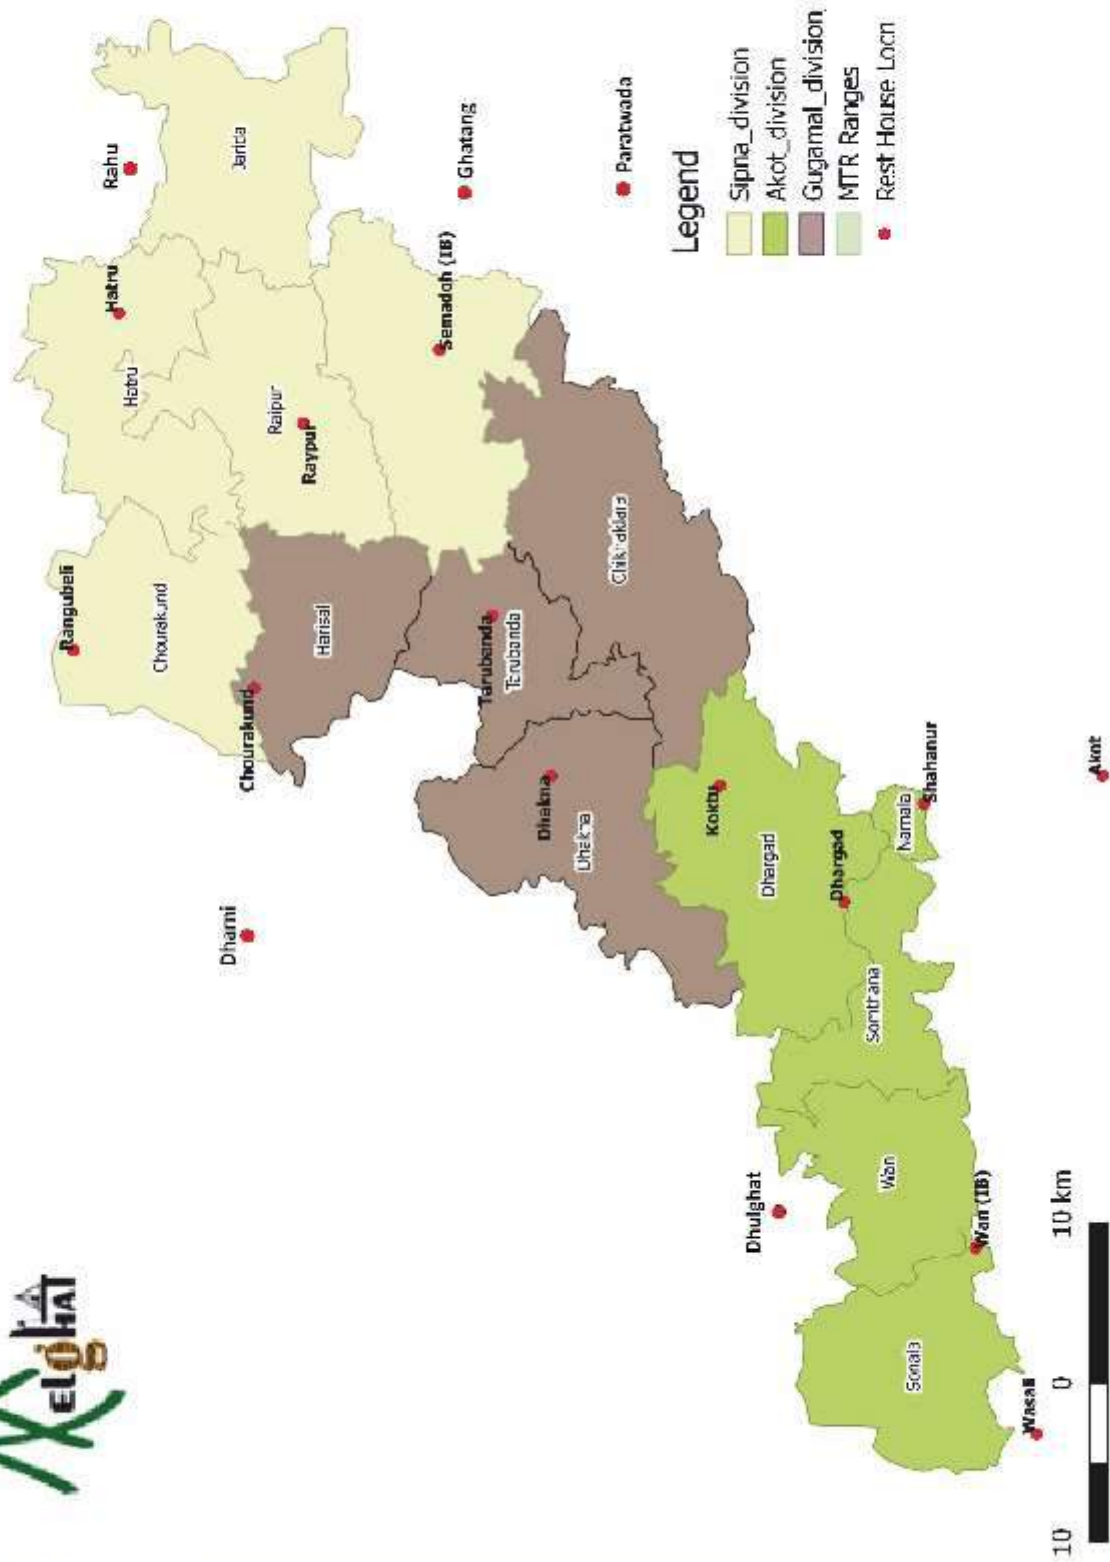 MELGHAT
Rahu
Jarida
Hatru
Hatru
Rangubeli
Chourakund
Raipur
Raypur
Ghatang
Semadoh (IB)
Paratwada
Chourakund
Harisal
Dharni
Tarubanda
Tarubanda
Dhakna
Dhakna
Koktu
Dhargad
Dhargad
Narnala
Shahanur
Akot
Somthana
Dhulghat
Wan
Wan (IB)
Sonala
Wasali
Legend
Sipna_division
Akot_division
Gugamal_division
MTR Ranges
Rest House Locn
10 0 10 km